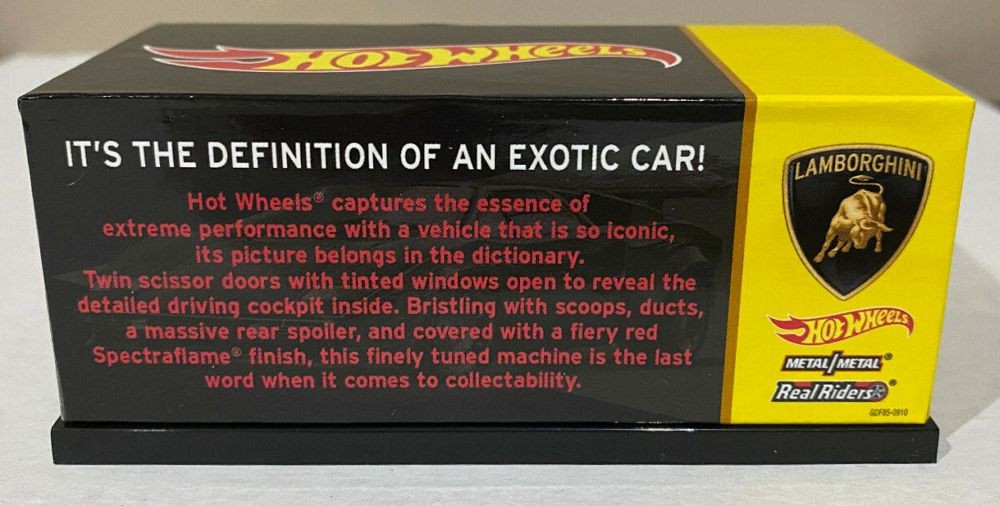 HOT WHEELS
IT'S THE DEFINITION OF AN EXOTIC CAR!
Hot Wheels® captures the essence of
extreme performance with a vehicle that is so iconic,
its picture belongs in the dictionary.
Twin scissor doors with tinted windows open to reveal the
detailed driving cockpit inside. Bristling with scoops, ducts,
a massive rear spoiler, and covered with a fiery red
Spectraflame® finish, this finely tuned machine is the last
word when it comes to collectability.
LAMBORGHINI
HOT WHEELS
METAL/METAL®
Real Riders®
GDF85-0910